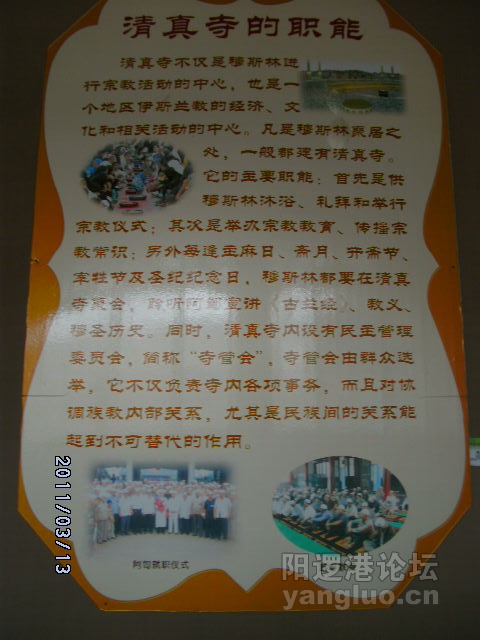 清真寺的职能
清真寺不仅是穆斯林进
行宗教活动的中心，也是一
个地区伊斯兰教的经济、文
化和相关活动的中心。凡是穆斯林聚居之
处，一般都建有清真寺。
它的主要职能：首先是供
穆斯林沐浴、礼拜和举行
宗教仪式；其次是举办宗教教育、传播宗
教常识；另外每逢主麻日、斋月、开斋节、
宰牲节及圣纪纪念日，穆斯林都要在清真
寺聚会，聆听阿訇宣讲《古兰经》、教义、
穆圣历史。同时，清真寺内设有民主管理
委员会，简称“寺管会”，寺管会由群众选
举，它不仅负责寺内各项事务，而且对协
调族教内部关系，尤其是民族间的关系能
起到不可替代的作用。
阿訇就职仪式
2011/03/13
阳逻港论坛
yangluo.cn